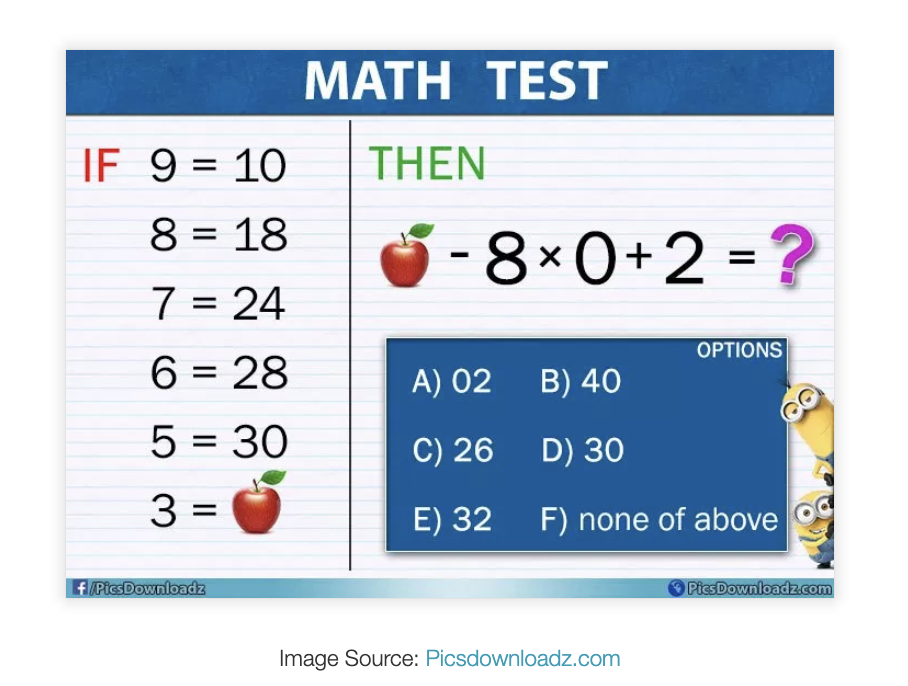 MATH TEST
IF 9 = 10
8 = 18
7 = 24
6 = 28
5 = 30
3 =
THEN
- 8 × 0 + 2 = ?
OPTIONS
A) 02 B) 40
C) 26 D) 30
E) 32 F) none of above
f /PicsDownloadz
PicsDownloadz.com
Image Source: Picsdownloadz.com